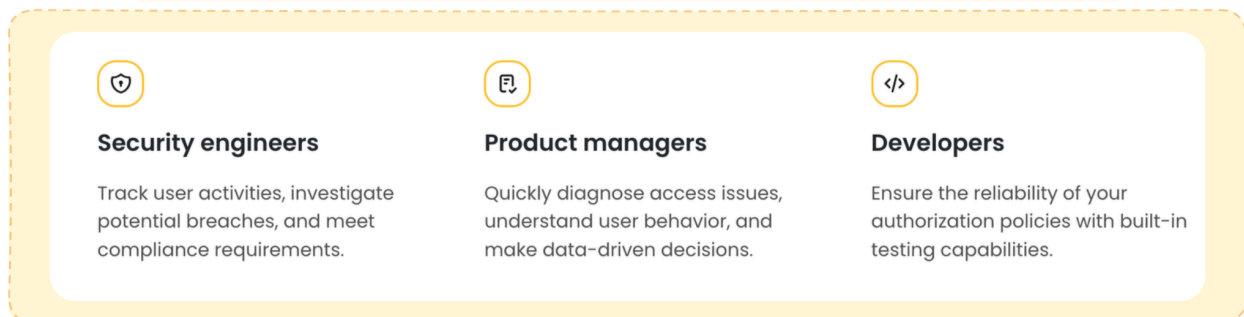 Security engineers
Track user activities, investigate
potential breaches, and meet
compliance requirements.
Product managers
Quickly diagnose access issues,
understand user behavior, and
make data-driven decisions.
Developers
Ensure the reliability of your
authorization policies with built-in
testing capabilities.